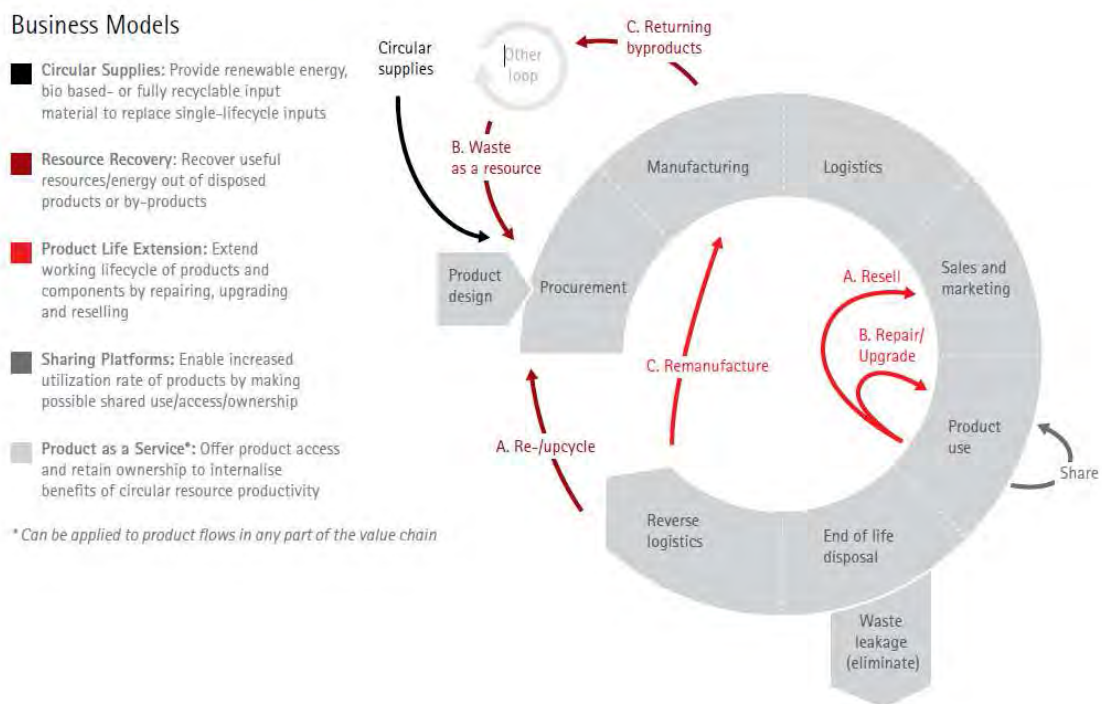 Business Models
Circular Supplies: Provide renewable energy,
bio based- or fully recyclable input
material to replace single-lifecycle inputs
Resource Recovery: Recover useful
resources/energy out of disposed
products or by-products
Product Life Extension: Extend
working lifecycle of products and
components by repairing, upgrading
and reselling
Sharing Platforms: Enable increased
utilization rate of products by making
possible shared use/access/ownership
Product as a Service*: Offer product access
and retain ownership to internalise
benefits of circular resource productivity
* Can be applied to product flows in any part of the value chain
Circular
supplies
Other
loop
C. Returning
byproducts
B. Waste
as a resource
Manufacturing
Logistics
Product
design
Procurement
Sales and
marketing
A. Resell
B. Repair/
Upgrade
C. Remanufacture
A. Re-/upcycle
Product
use
Share
Reverse
logistics
End of life
disposal
Waste
leakage
(eliminate)